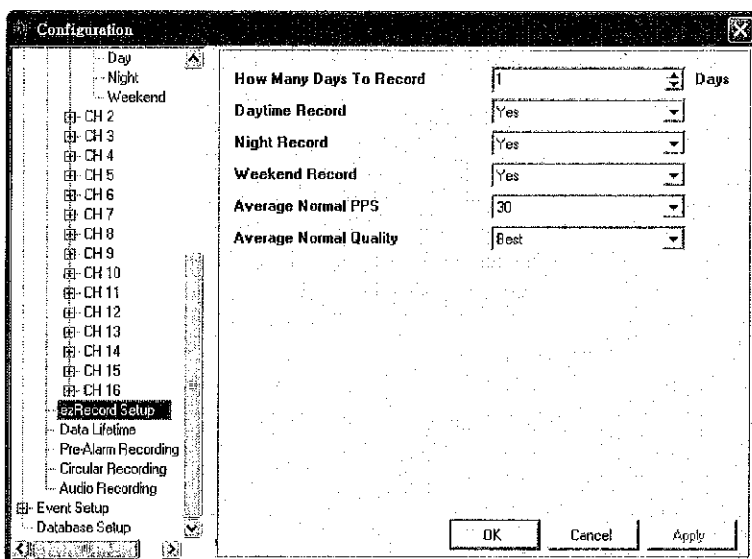 Configuration
Day
Night
Weekend
CH 2
CH 3
CH 4
CH 5
CH 6
CH 7
CH 8
CH 9
CH 10
CH 11
CH 12
CH 13
CH 14
CH 15
CH 16
ezRecord Setup
Data Lifetime
Pre-Alarm Recording
Circular Recording
Audio Recording
Event Setup
Database Setup
How Many Days To Record 1 Days
Daytime Record Yes
Night Record Yes
Weekend Record Yes
Average Normal PPS 30
Average Normal Quality Best
OK Cancel Apply